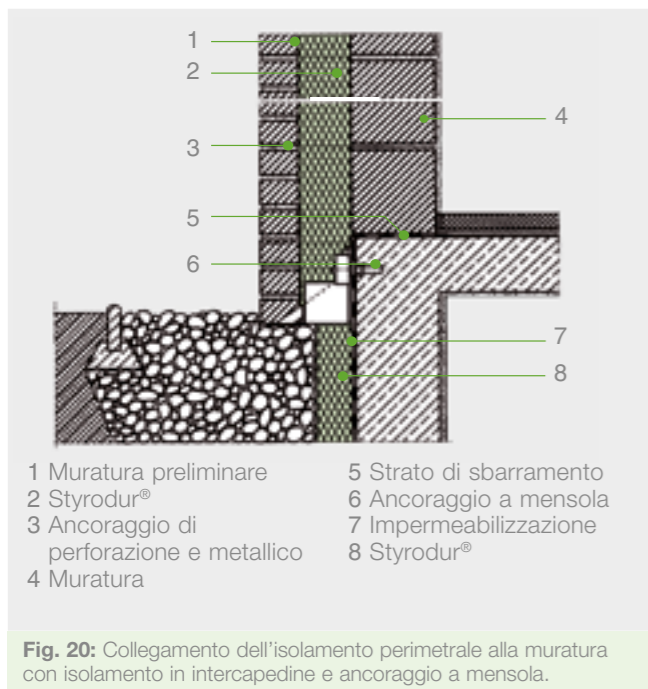 1
2
3
4
5
6
7
8
1 Muratura preliminare
2 Styrodur®
3 Ancoraggio di
perforazione e metallico
4 Muratura
5 Strato di sbarramento
6 Ancoraggio a mensola
7 Impermeabilizzazione
8 Styrodur®
Fig. 20: Collegamento dell'isolamento perimetrale alla muratura
con isolamento in intercapedine e ancoraggio a mensola.